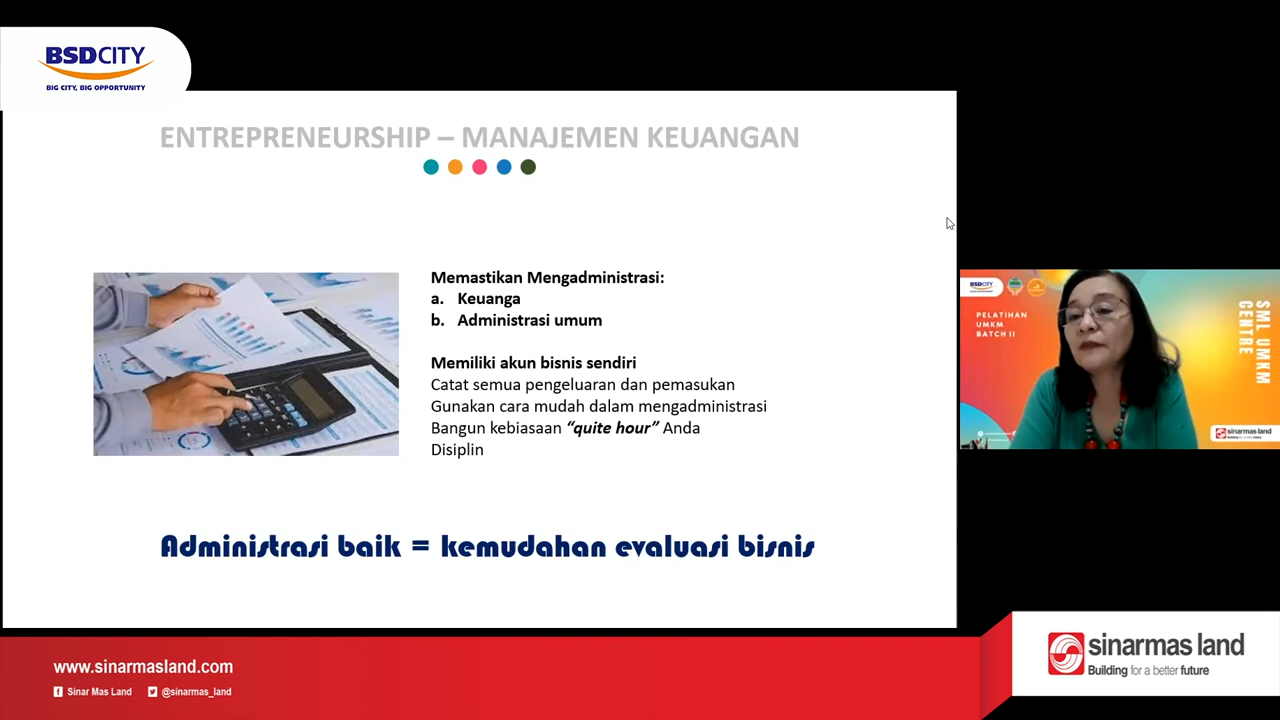 BSDCITY
BIG CITY, BIG OPPORTUNITY
ENTREPRENEURSHIP – MANAJEMEN KEUANGAN
Memastikan Mengadministrasi:
a. Keuanga
b. Administrasi umum
Memiliki akun bisnis sendiri
Catat semua pengeluaran dan pemasukan
Gunakan cara mudah dalam mengadministrasi
Bangun kebiasaan “quite hour” Anda
Disiplin
Administrasi baik = kemudahan evaluasi bisnis
BSDCITY
PELATIHAN
UMKM
BATCH II
SML UMKM
CENTRE
sinarmas land
www.sinarmasland.com
Sinar Mas Land
@sinarmas_land
sinarmas land
Building for a better future